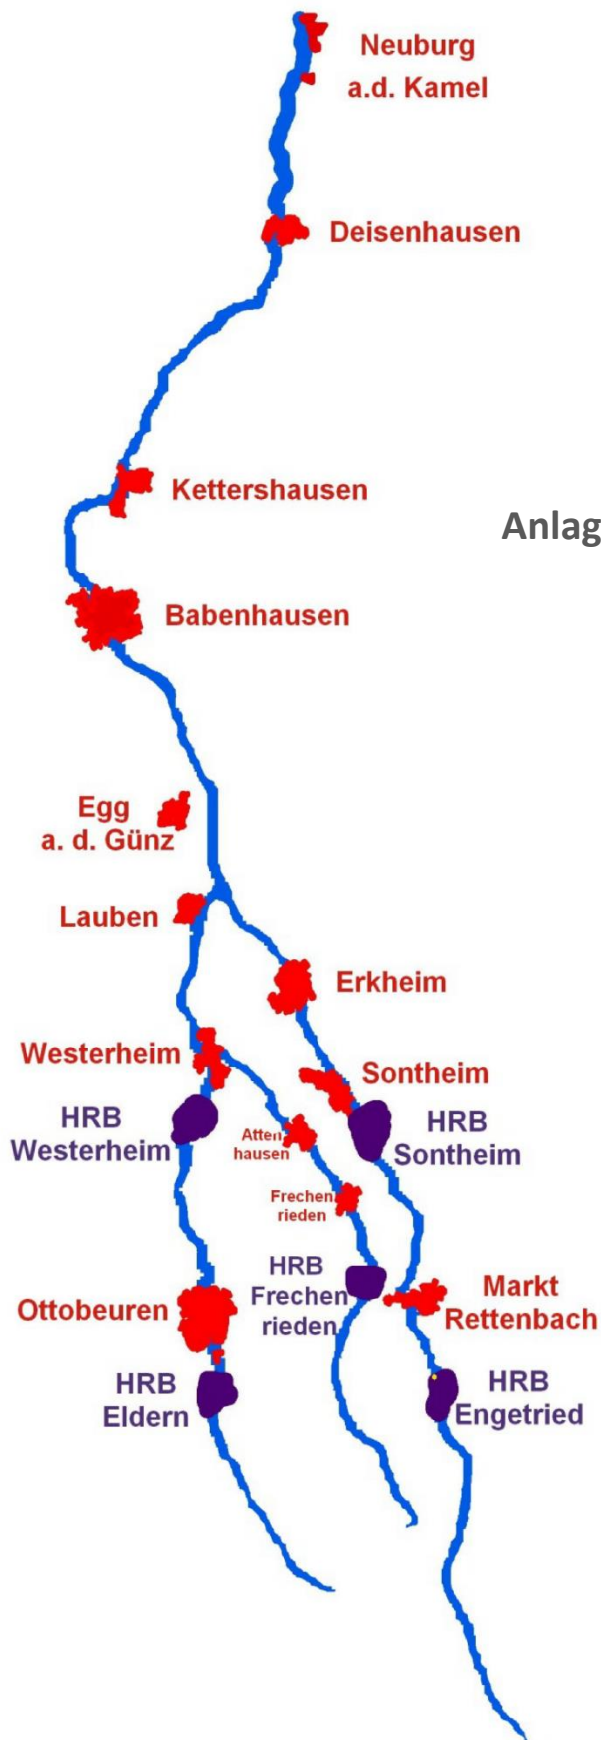 Neuburg
a.d. Kamel
Deisenhausen
Kettershausen
Anlag
Babenhausen
Egg
a. d. Günz
Lauben
Erkheim
Westerheim
Sontheim
HRB
Westerheim
Atten
hausen
HRB
Sontheim
Frechen
rieden
HRB
Frechen
rieden
Markt
Rettenbach
Ottobeuren
HRB
Eldern
HRB
Engetried